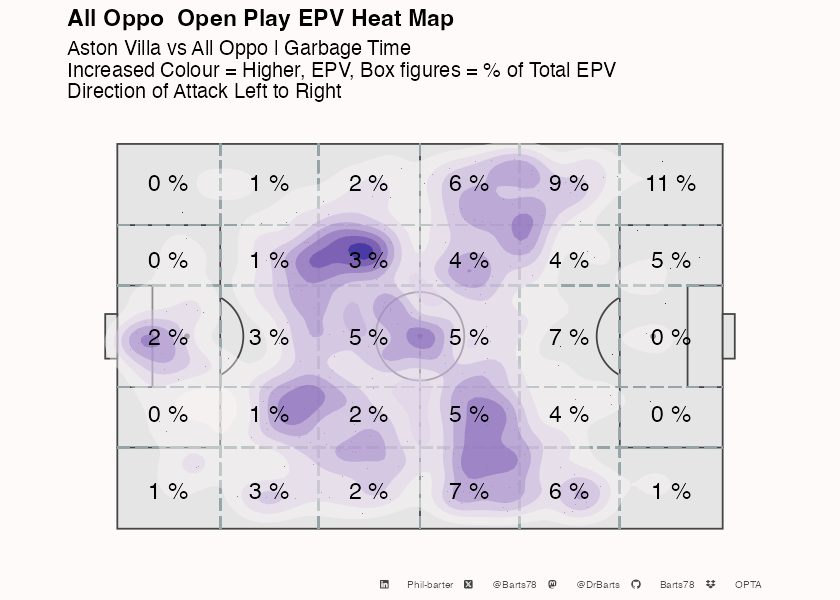 All Oppo  Open Play EPV Heat Map
Aston Villa vs All Oppo | Garbage Time
Increased Colour = Higher, EPV, Box figures = % of Total EPV
Direction of Attack Left to Right
0 % 1 % 2 % 6 % 9 % 11 %
0 % 1 % 3 % 4 % 4 % 5 %
2 % 3 % 5 % 5 % 7 % 0 %
0 % 1 % 2 % 5 % 4 % 0 %
1 % 3 % 2 % 7 % 6 % 1 %
Phil-barter @Barts78 @DrBarts Barts78 OPTA